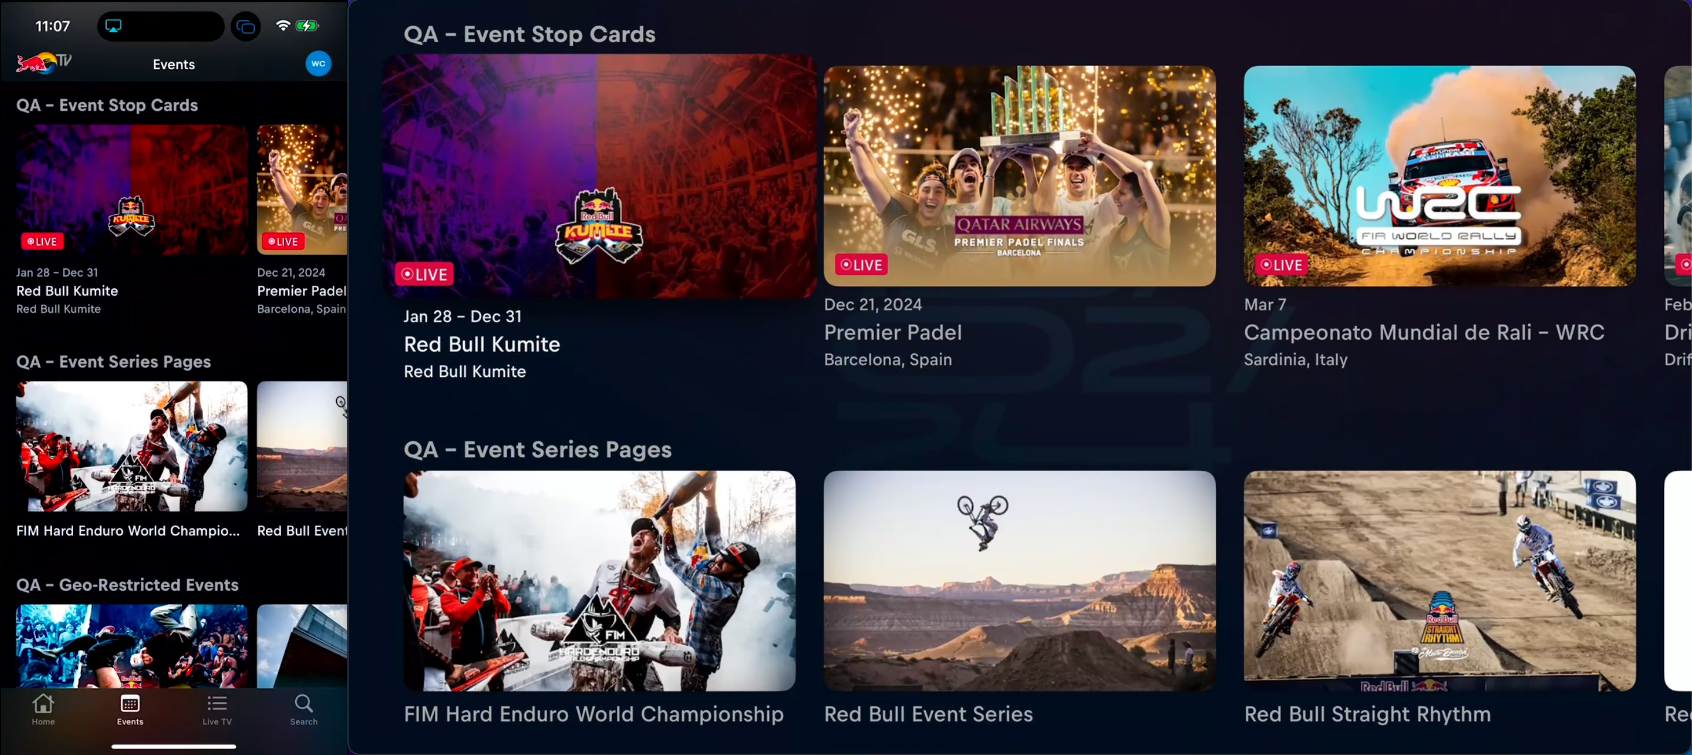 11:07
TV
Events
WC
QA – Event Stop Cards
Red Bull
KUMITE
LIVE
LIVE
Jan 28 – Dec 31
Red Bull Kumite
Red Bull Kumite
Dec 21, 2024
Premier Padel
Barcelona, Spain
QA – Event Series Pages
FIM
FIM Hard Enduro World Champio...
Red Bull Event
QA – Geo-Restricted Events
Home
Events
Live TV
Search
QA – Event Stop Cards
Red Bull
KUMITE
LIVE
Jan 28 – Dec 31
Red Bull Kumite
Red Bull Kumite
GLS
QATAR AIRWAYS
PREMIER PADEL FINALS
BARCELONA
LIVE
Dec 21, 2024
Premier Padel
Barcelona, Spain
HYUNDAI
WRC
FIA WORLD RALLY
CHAMPIONSHIP
LIVE
Mar 7
Campeonato Mundial de Rali – WRC
Sardinia, Italy
Feb
Dri
Drif
QA – Event Series Pages
FIM
HARDENDURO
WORLD CHAMPIONSHIP
FIM Hard Enduro World Championship
Red Bull Event Series
Red Bull
STRAIGHT
RHYTHM
Red Bull
Red Bull Straight Rhythm
Re